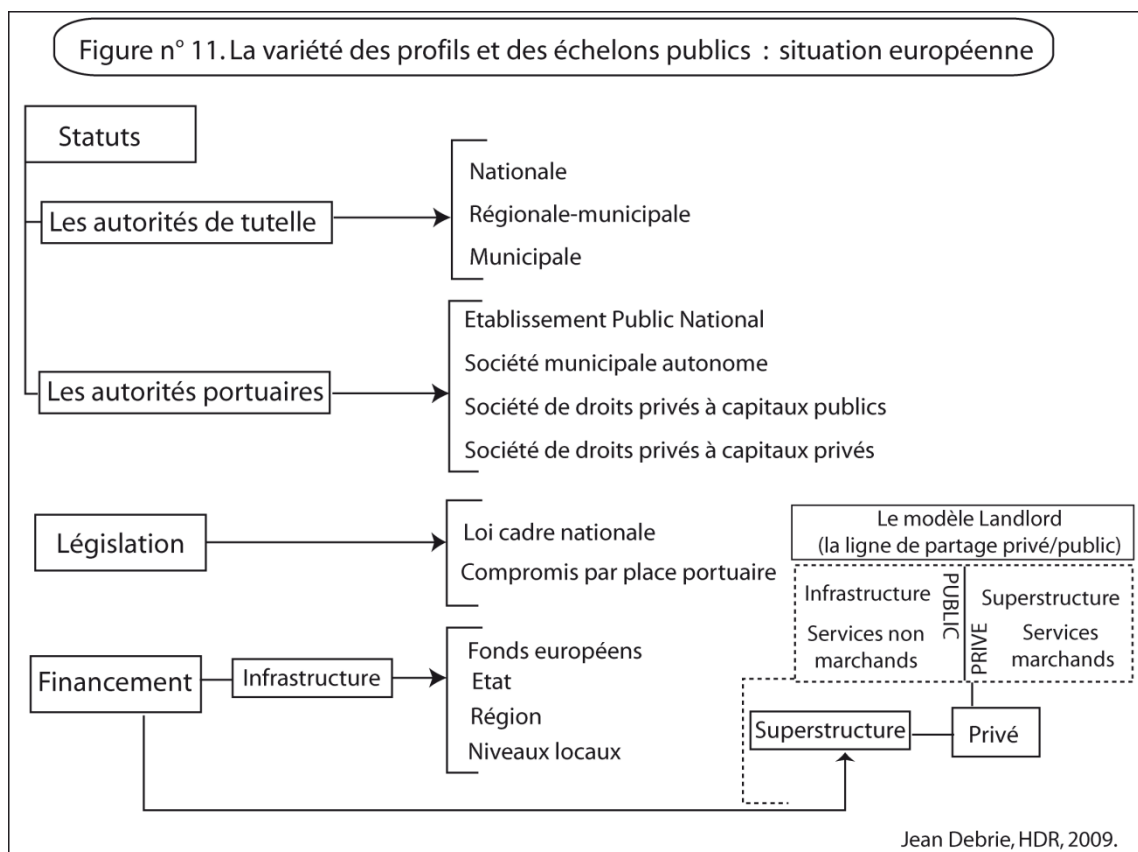 Figure n° 11. La variété des profils et des échelons publics : situation européenne
Statuts
Les autorités de tutelle
Nationale
Régionale-municipale
Municipale
Les autorités portuaires
Etablissement Public National
Société municipale autonome
Société de droits privés à capitaux publics
Société de droits privés à capitaux privés
Législation
Loi cadre nationale
Compromis par place portuaire
Financement
Infrastructure
Fonds européens
Etat
Région
Niveaux locaux
Le modèle Landlord
(la ligne de partage privé/public)
Infrastructure
Services non
marchands
PUBLIC
PRIVE
Superstructure
Services
marchands
Superstructure
Privé
Jean Debrie, HDR, 2009.